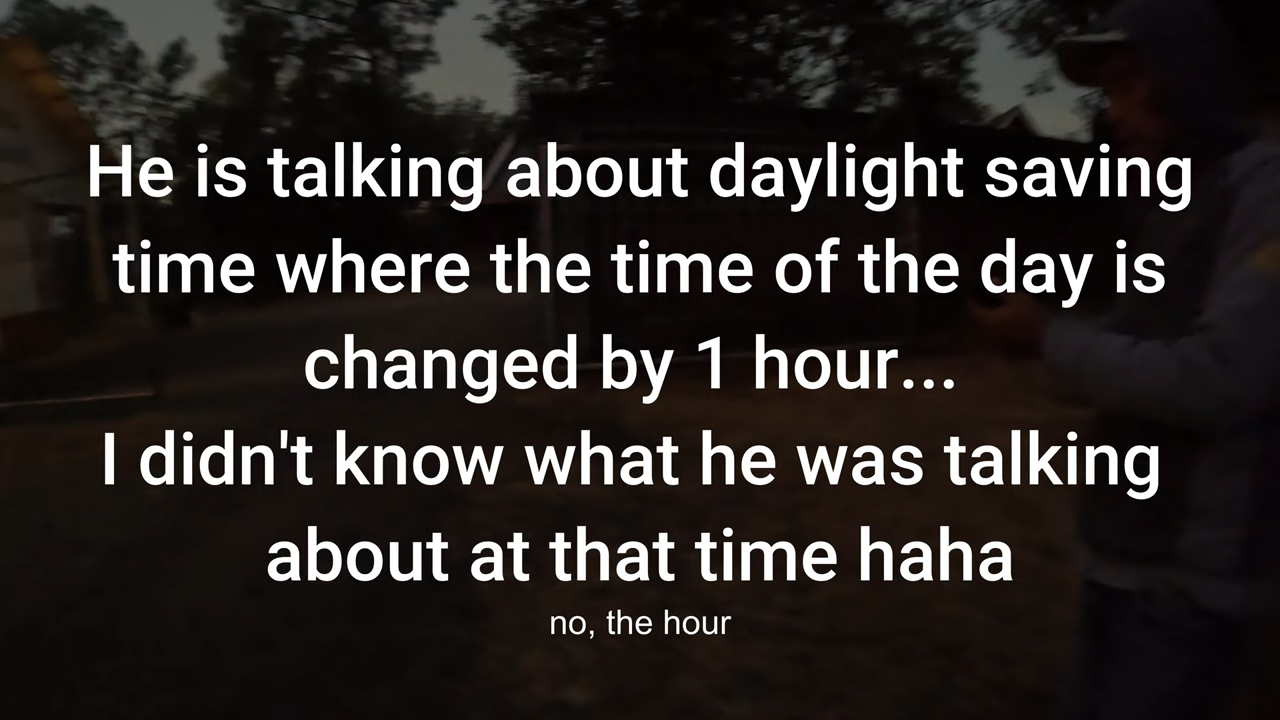 He is talking about daylight saving
time where the time of the day is
changed by 1 hour...
I didn't know what he was talking
about at that time haha
no, the hour